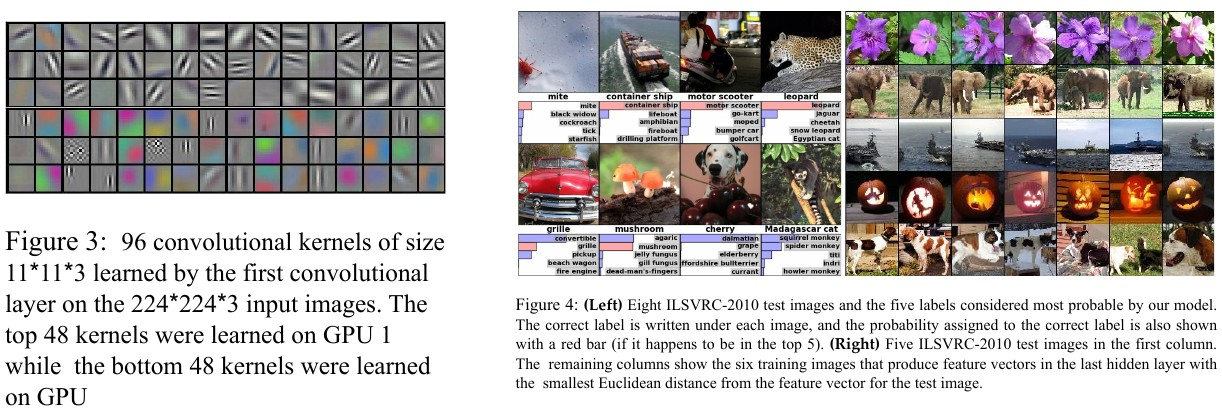 mite container ship motor scooter leopard
mite container ship motor scooter leopard
black widow lifeboat go-kart jaguar
cockroach amphibian moped cheetah
tick fireboat bumper car snow leopard
starfish drilling platform golfcart Egyptian cat
grille mushroom cherry Madagascar cat
convertible agaric dalmatian squirrel monkey
grille mushroom grape spider monkey
pickup jelly fungus elderberry titi
beach wagon gill fungus ffordshire bullterrier indri
fire engine dead-man's-fingers currant howler monkey
Figure 3: 96 convolutional kernels of size
11*11*3 learned by the first convolutional
layer on the 224*224*3 input images. The
top 48 kernels were learned on GPU 1
while the bottom 48 kernels were learned
on GPU
Figure 4: (Left) Eight ILSVRC-2010 test images and the five labels considered most probable by our model.
The correct label is written under each image, and the probability assigned to the correct label is also shown
with a red bar (if it happens to be in the top 5). (Right) Five ILSVRC-2010 test images in the first column.
The remaining columns show the six training images that produce feature vectors in the last hidden layer with
the smallest Euclidean distance from the feature vector for the test image.